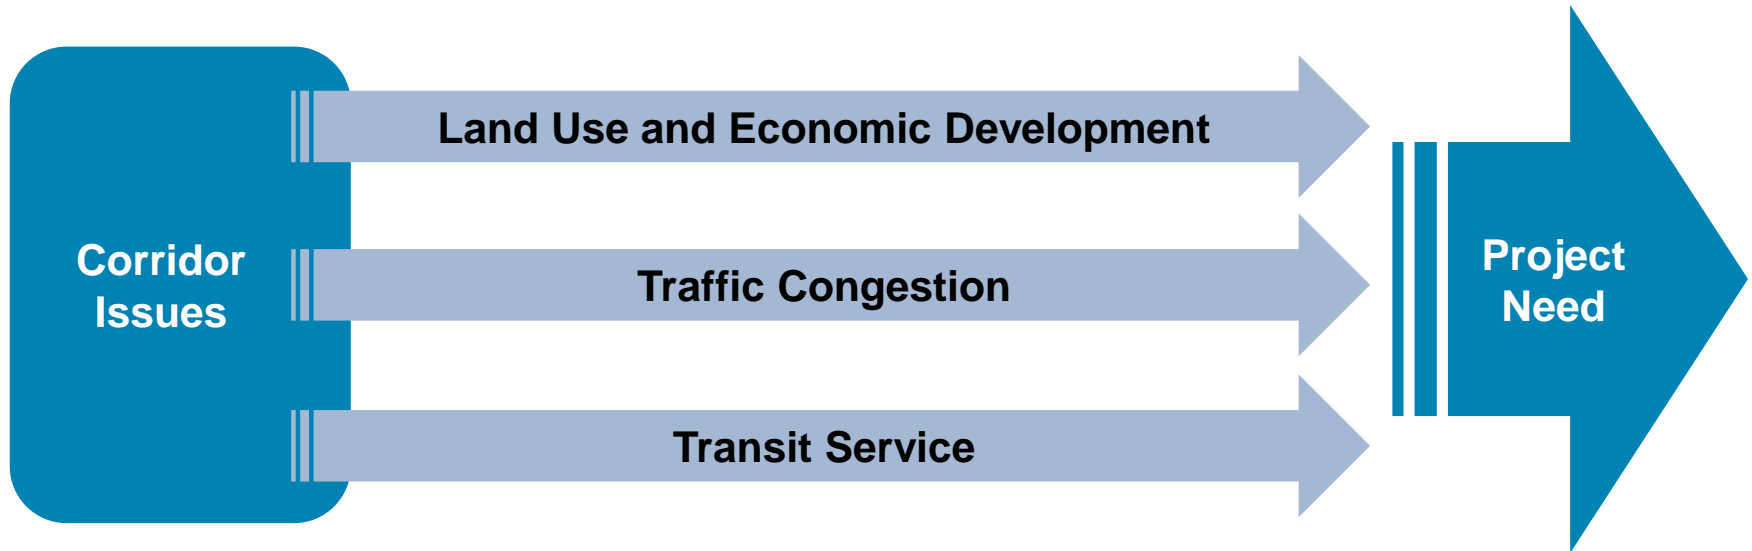 Corridor
Issues
Land Use and Economic Development
Traffic Congestion
Transit Service
Project
Need